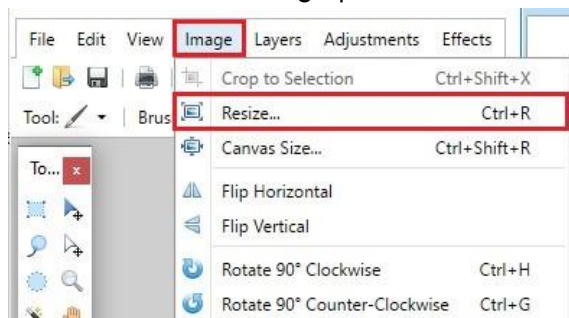 File Edit View Image Layers Adjustments Effects
Crop to Selection Ctrl+Shift+X
Tool: Brus Resize... Ctrl+R
Canvas Size... Ctrl+Shift+R
To... x
Flip Horizontal
Flip Vertical
Rotate 90° Clockwise Ctrl+H
Rotate 90° Counter-Clockwise Ctrl+G